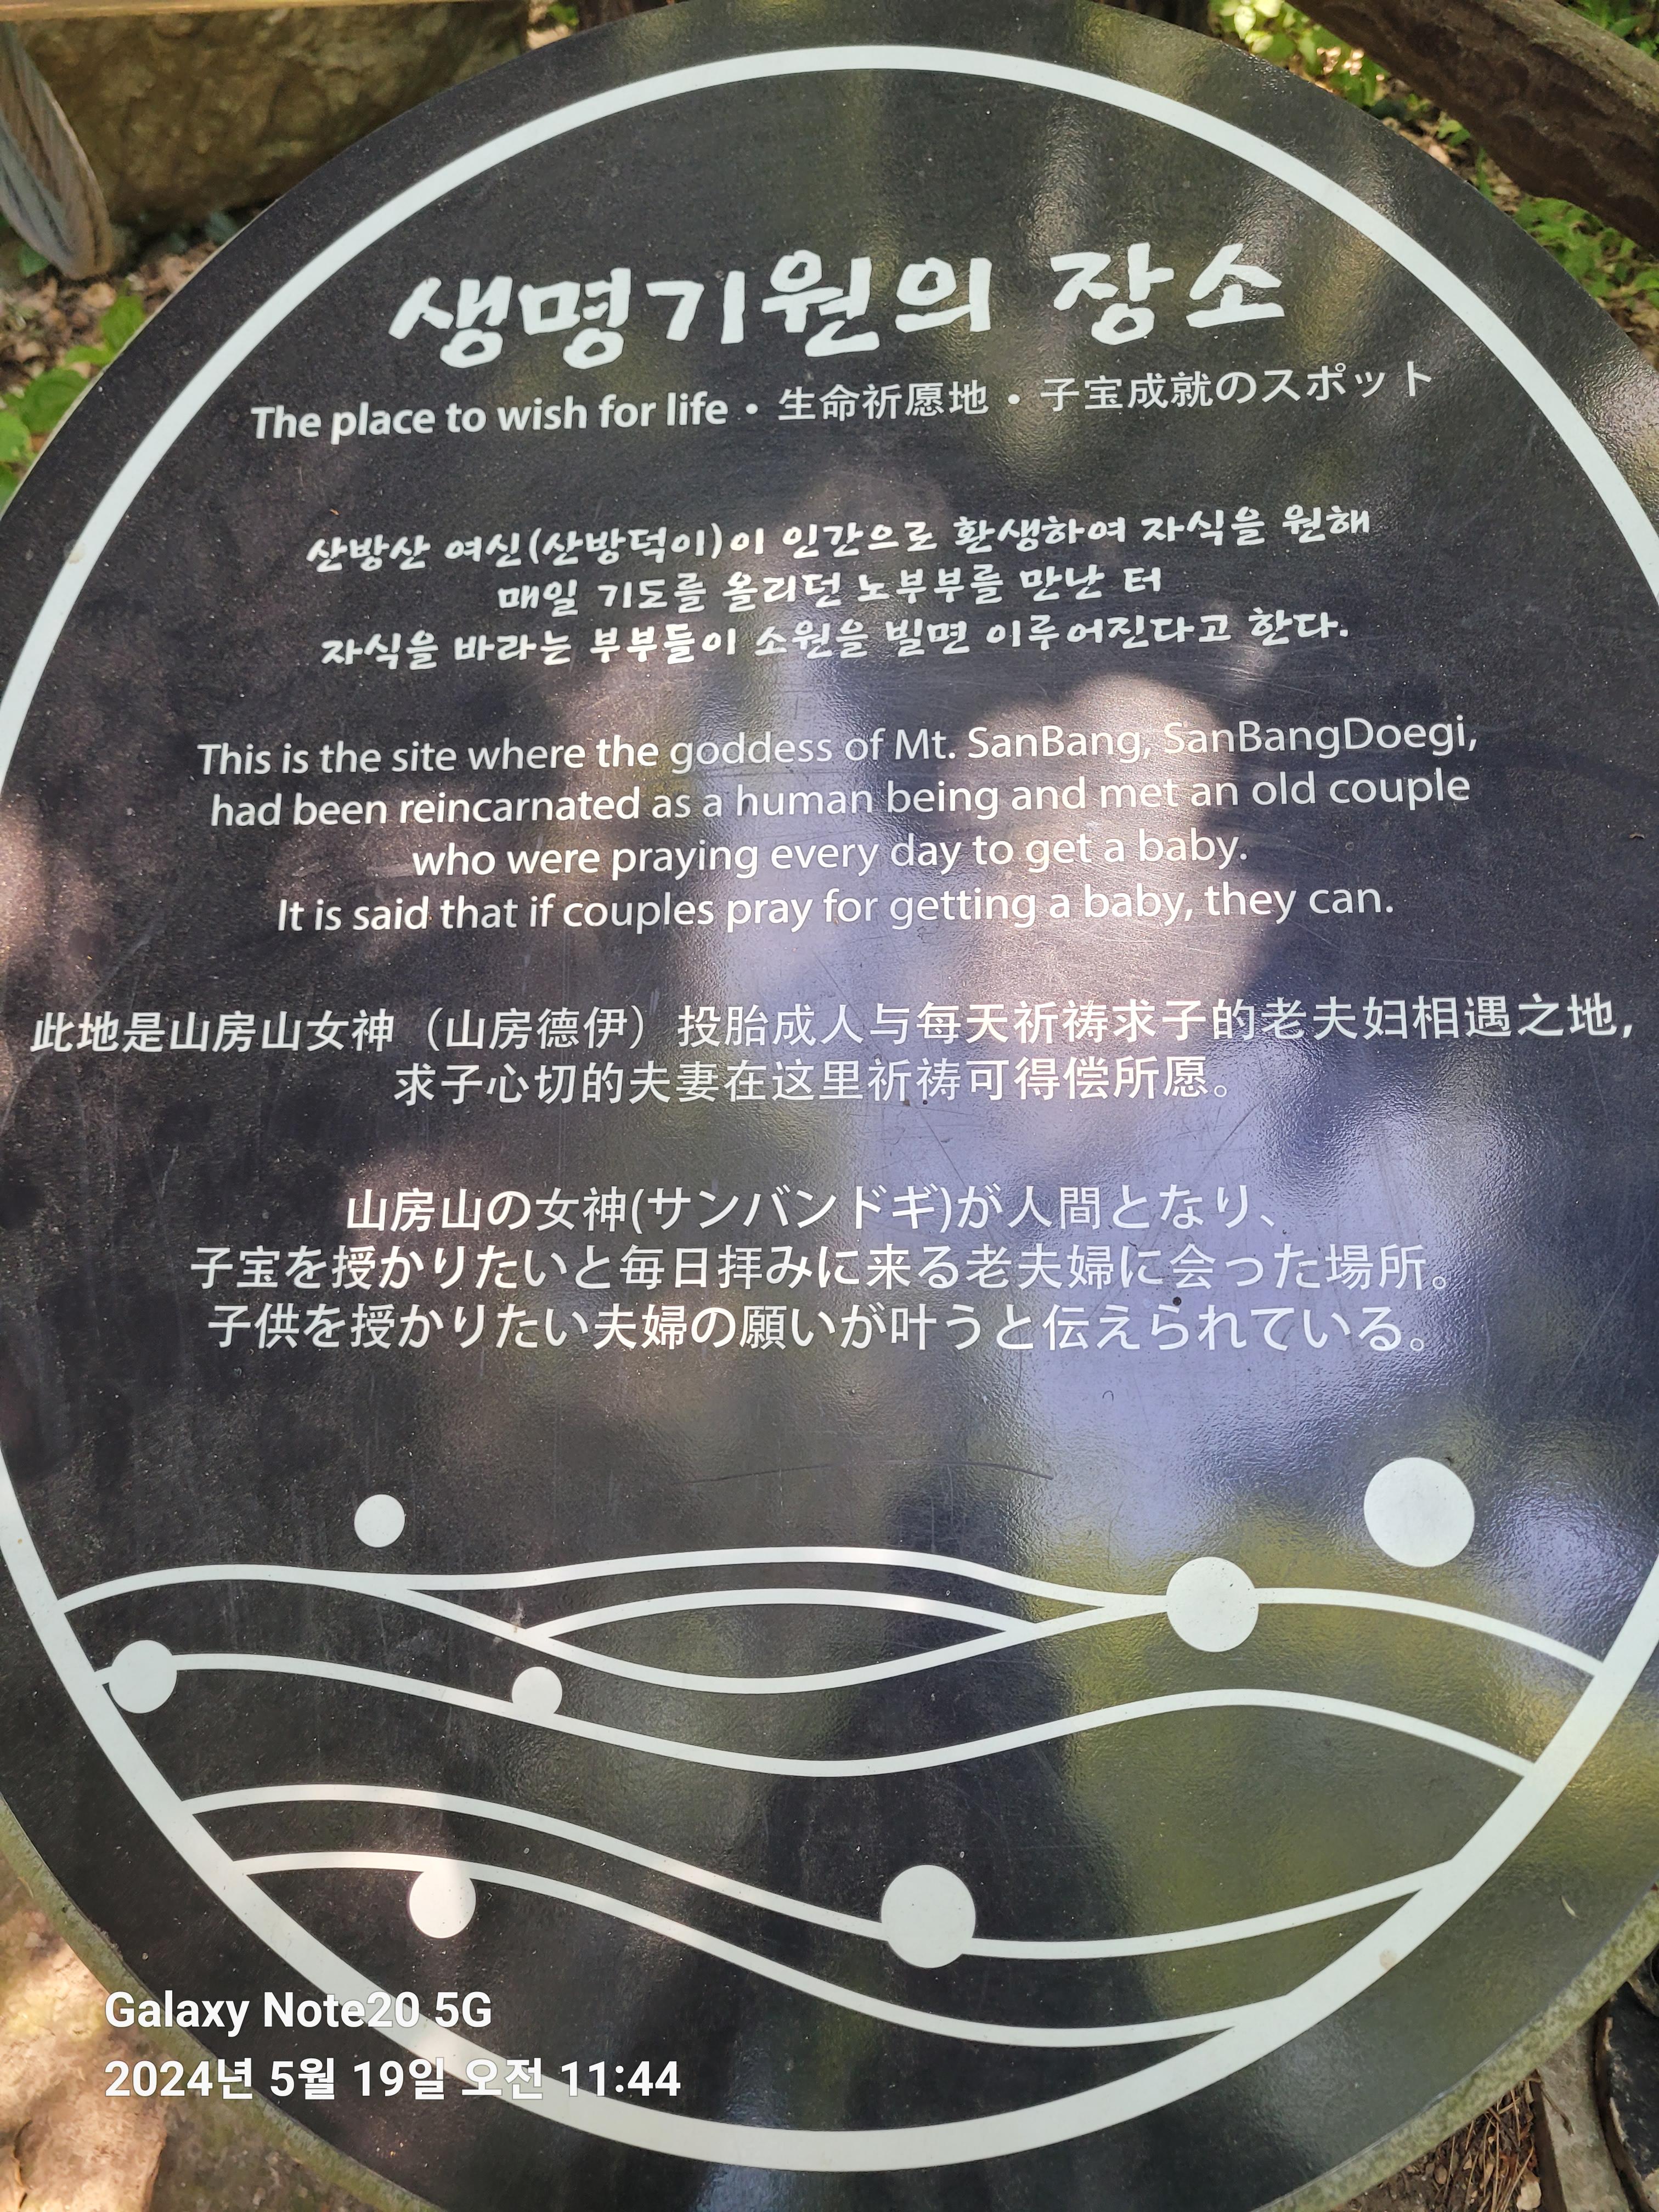 생명기원의 장소
The place to wish for life • 生命祈愿地 • 子宝成就のスポット
산방산 여신(산방덕이)이 인간으로 환생하여 자식을 원해
매일 기도를 올리던 노부부를 만난 터
자식을 바라는 부부들이 소원을 빌면 이루어진다고 한다.
This is the site where the goddess of Mt. SanBang, SanBangDoegi,
had been reincarnated as a human being and met an old couple
who were praying every day to get a baby.
It is said that if couples pray for getting a baby, they can.
此地是山房山女神（山房德伊）投胎成人与每天祈祷求子的老夫妇相遇之地,
求子心切的夫妻在这里祈祷可得偿所愿。
山房山の女神(サンバンドギ)が人間となり、
子宝を授かりたいと毎日拝みに来る老夫婦に会った場所。
子供を授かりたい夫婦の願いが叶うと伝えられている。
Galaxy Note20 5G
2024년 5월 19일 오전 11:44